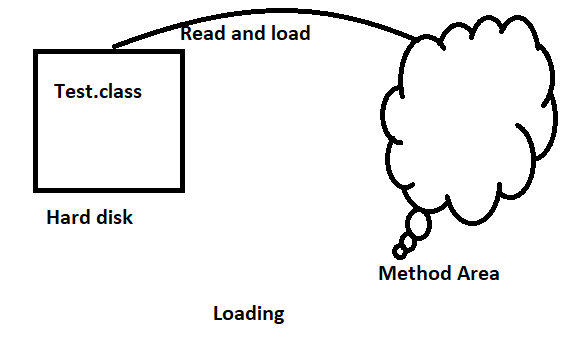 Read and load
Test.class
Hard disk
Method Area
Loading